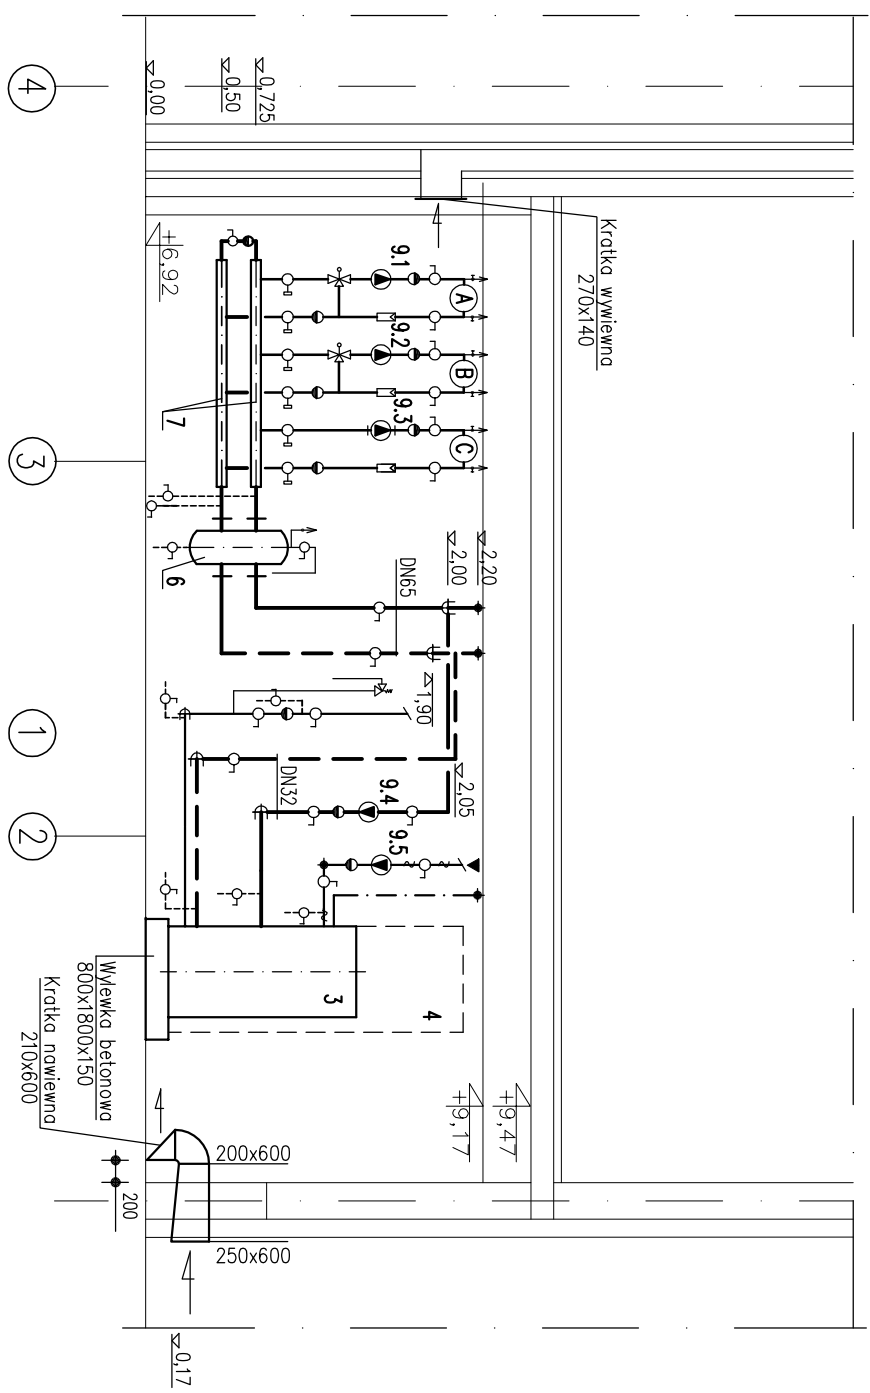 4
3
1
2
0,725
0,50
0,00
+6,92
Kratka wywiewna
270x140
9.1
A
9.2
B
9.3
C
7
6
2,20
2,00
DN65
1,90
DN32
2,05
9.4
9.5
3
4
Wylewka betonowa
800x1800x150
Kratka nawiewna
210x600
+9,47
+9,17
200x600
200
250x600
0,17